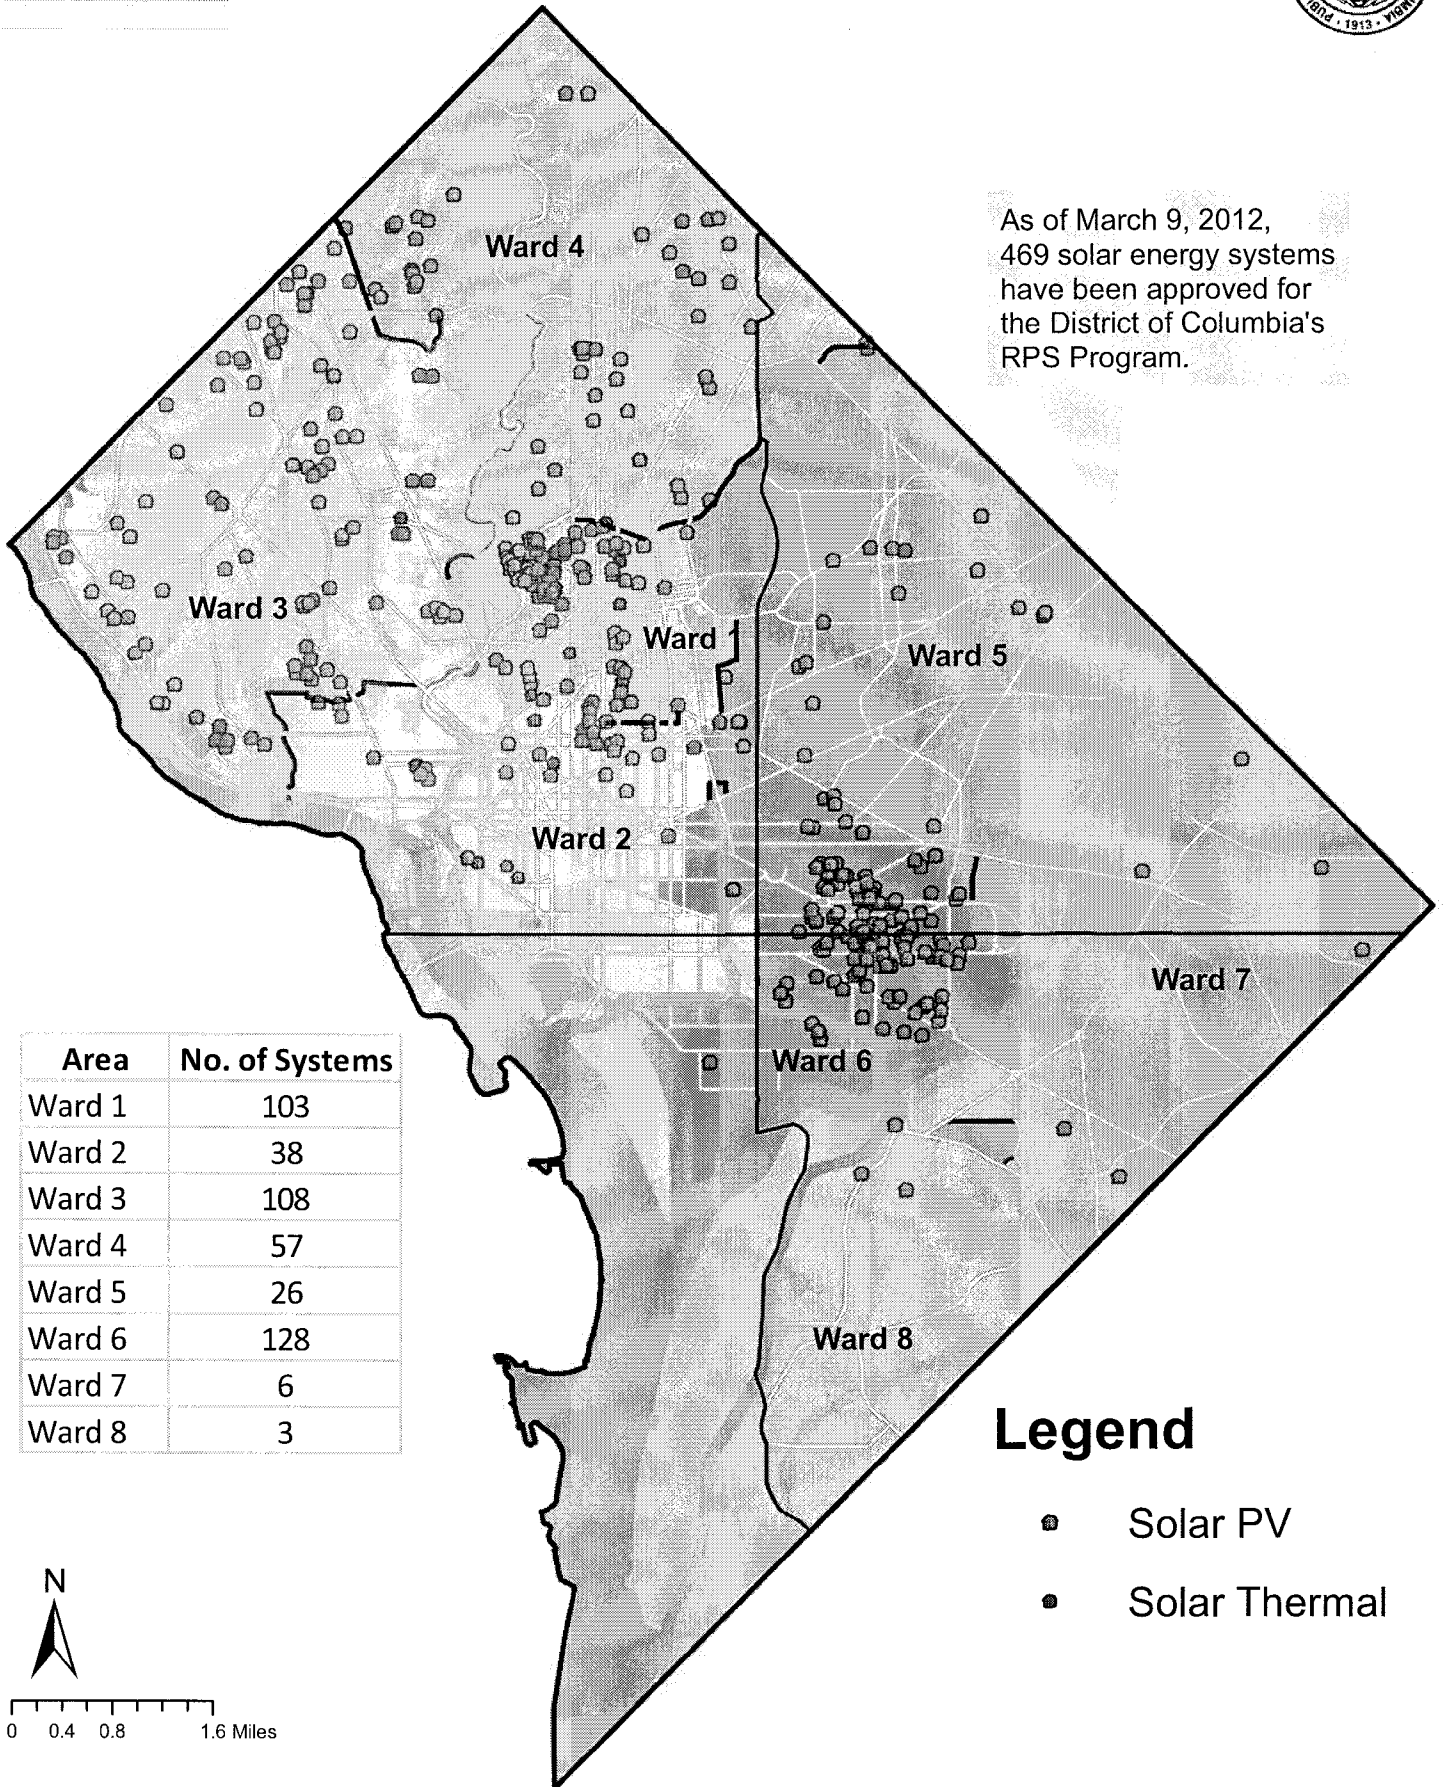 PUBL · 1913 · MBIA
As of March 9, 2012,
469 solar energy systems
have been approved for
the District of Columbia's
RPS Program.
Ward 4
Ward 3
Ward 1
Ward 5
Ward 2
Ward 7
Ward 6
Ward 8
Area No. of Systems
Ward 1 103
Ward 2 38
Ward 3 108
Ward 4 57
Ward 5 26
Ward 6 128
Ward 7 6
Ward 8 3
Legend
Solar PV
Solar Thermal
N
0 0.4 0.8 1.6 Miles